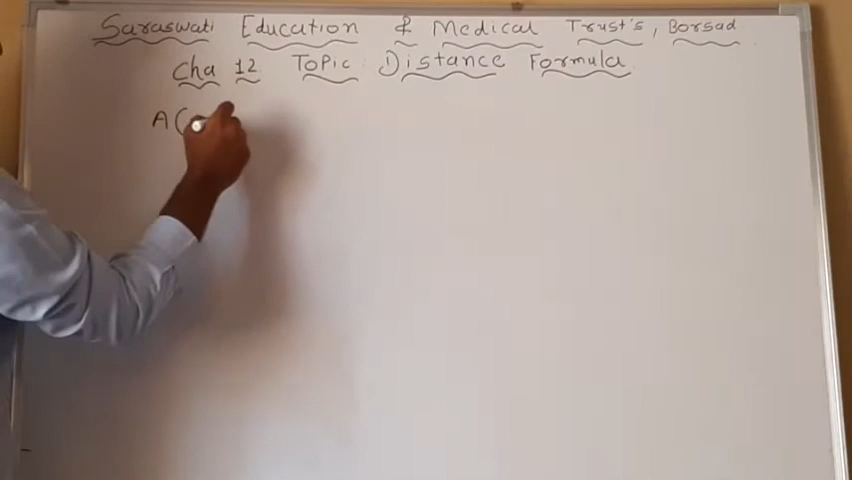 Saraswati Education & Medical Trust's, Borsad
Cha 12 Topic Distance Formula
A(